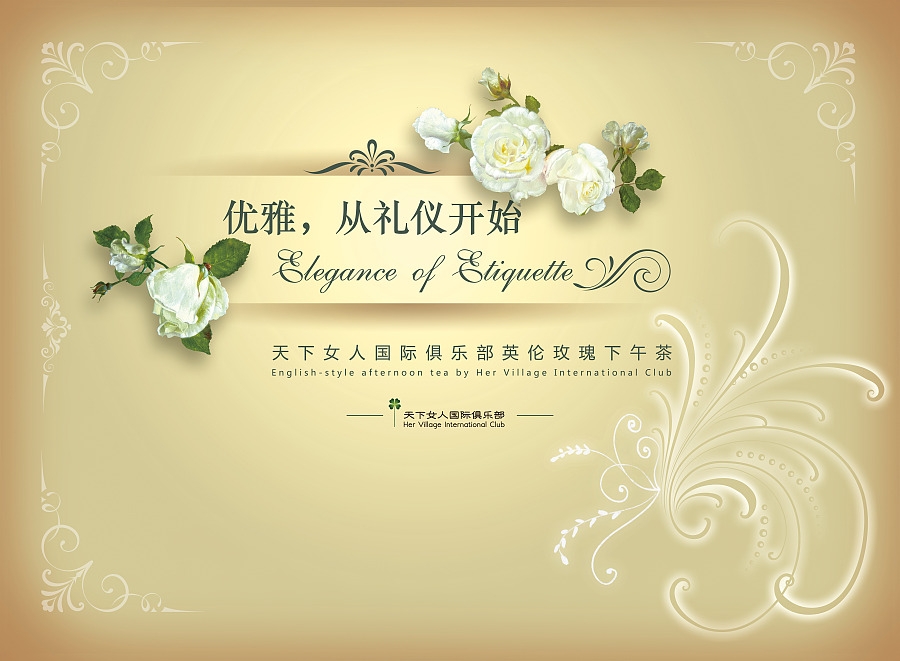 优雅，从礼仪开始
Elegance of Etiquette
天下女人国际俱乐部英伦玫瑰下午茶
English-style afternoon tea by Her Village International Club
天下女人国际俱乐部
Her Village International Club